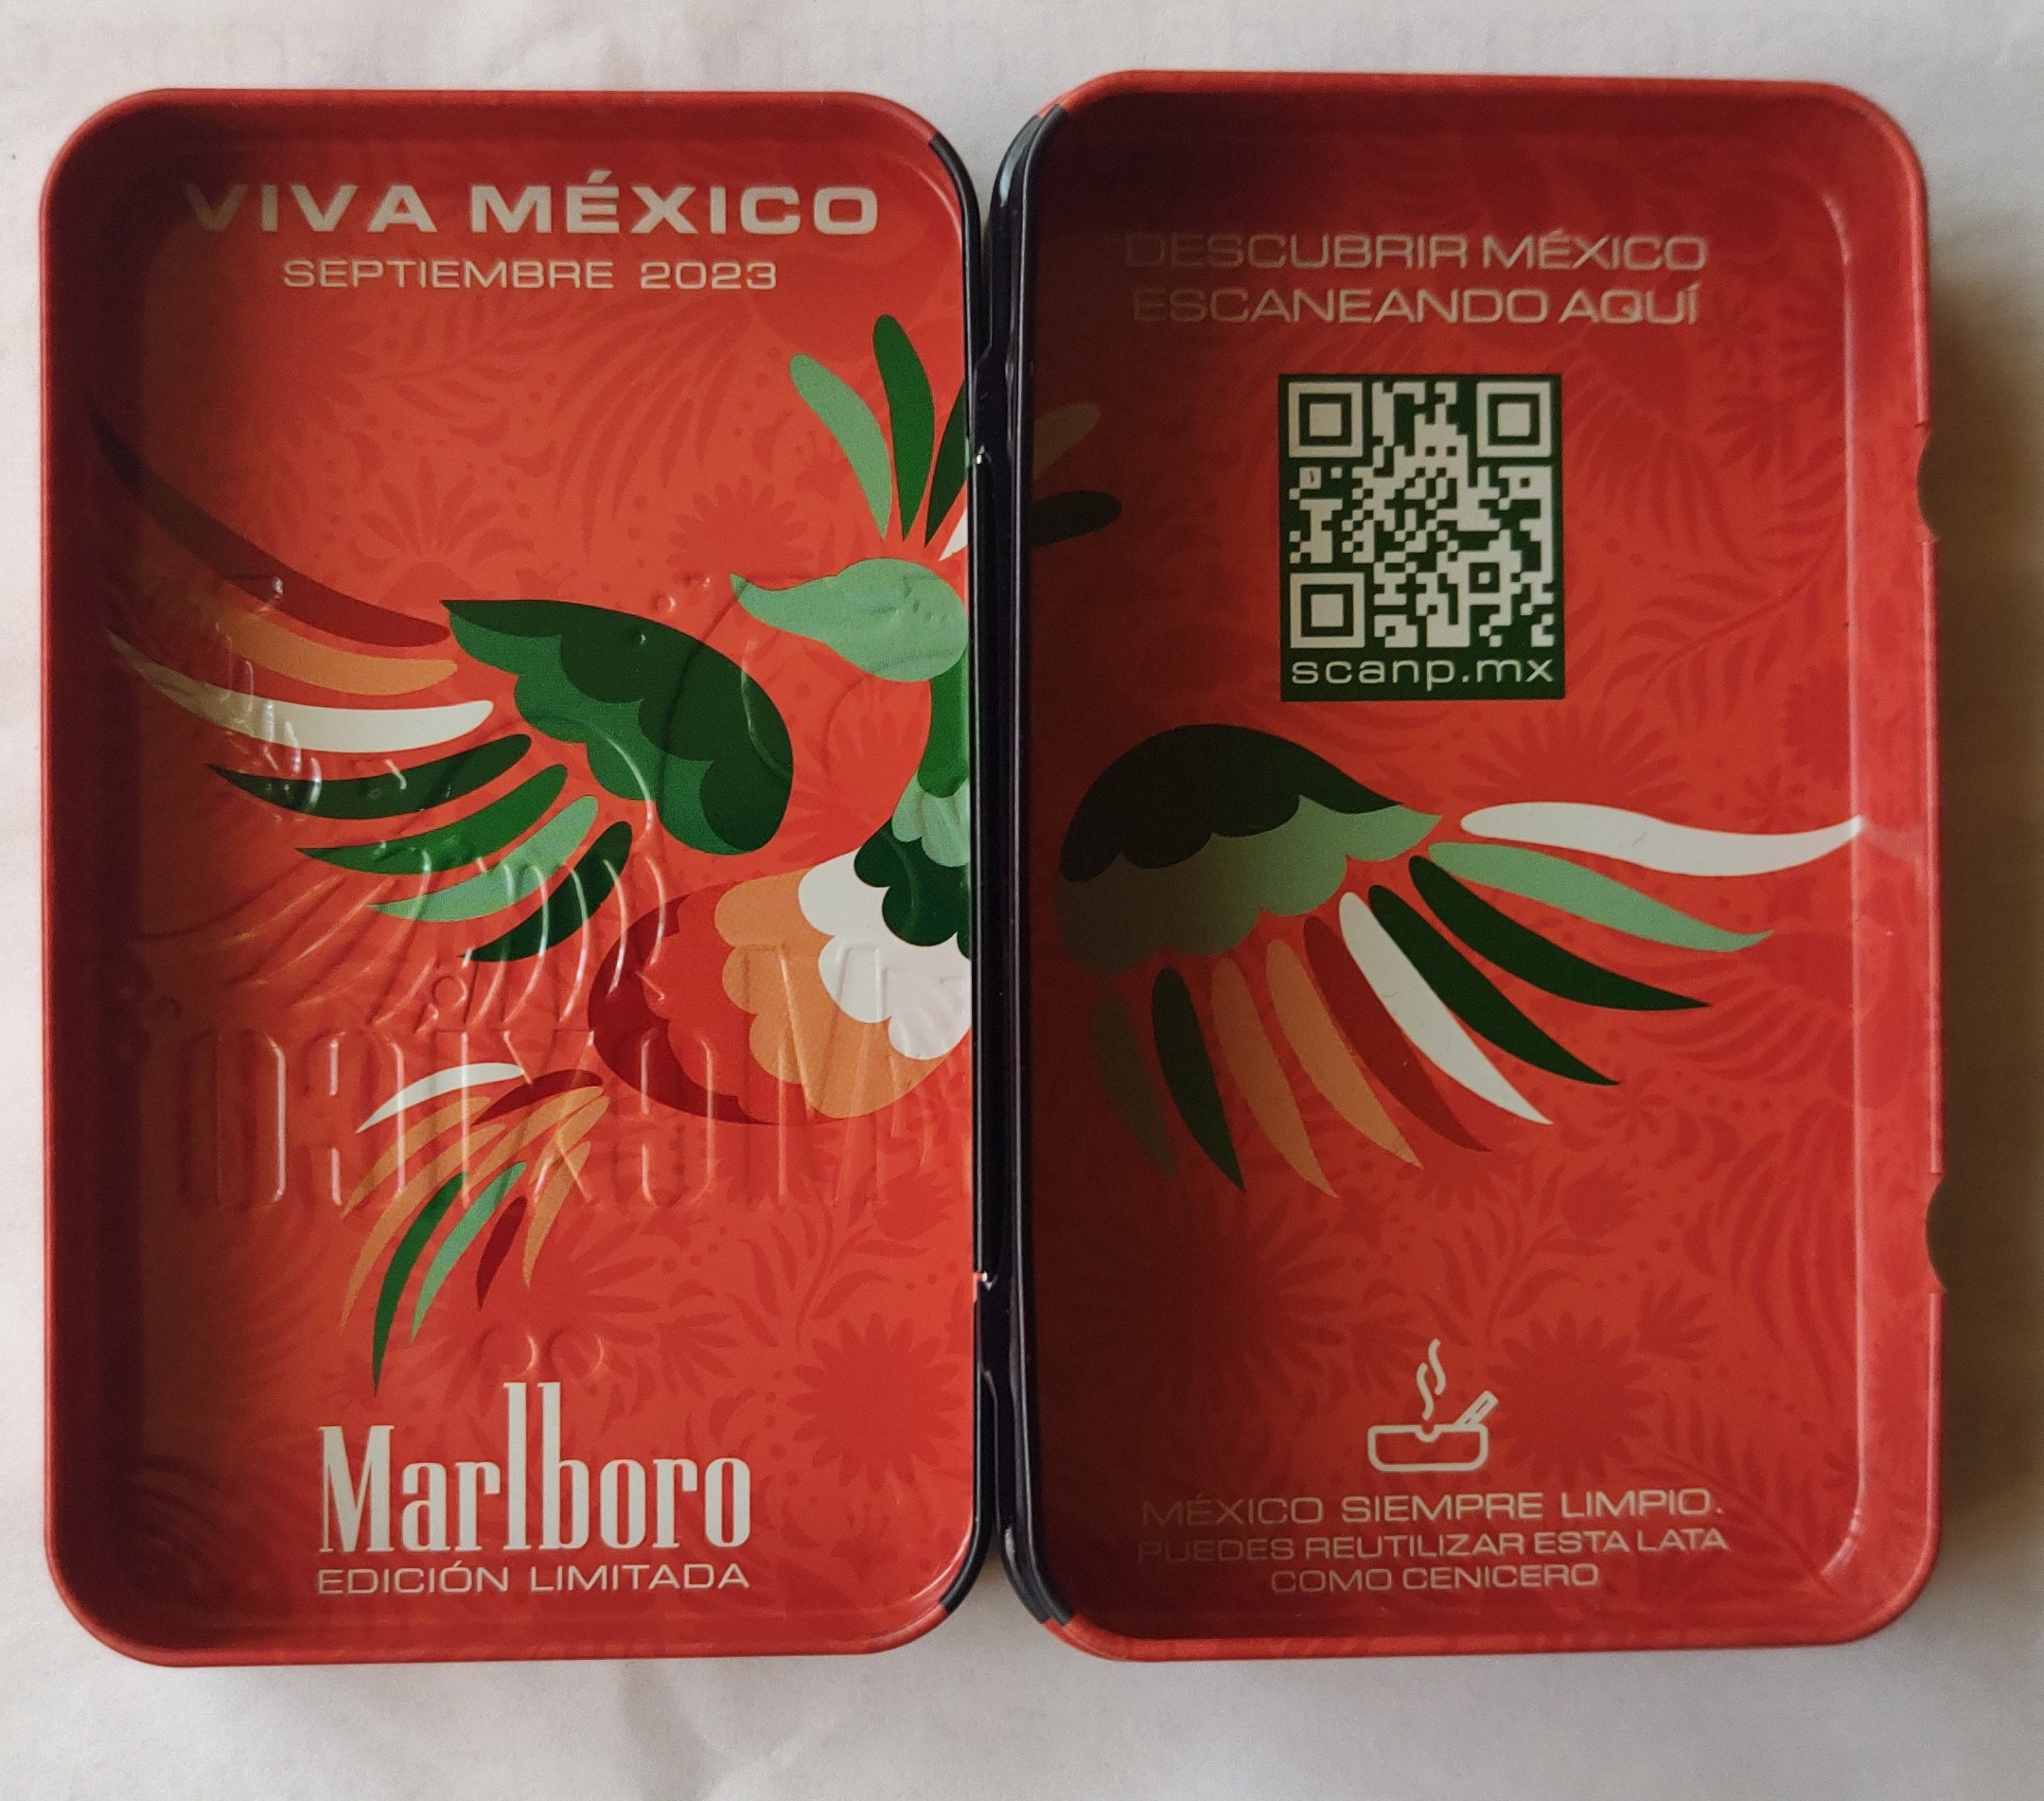 VIVA MÉXICO
SEPTIEMBRE 2023
Marlboro
EDICIÓN LIMITADA
DESCUBRIR MÉXICO
ESCANEANDO AQUÍ
scanp.mx
MÉXICO SIEMPRE LIMPIO.
PUEDES REUTILIZAR ESTA LATA
COMO CENICERO